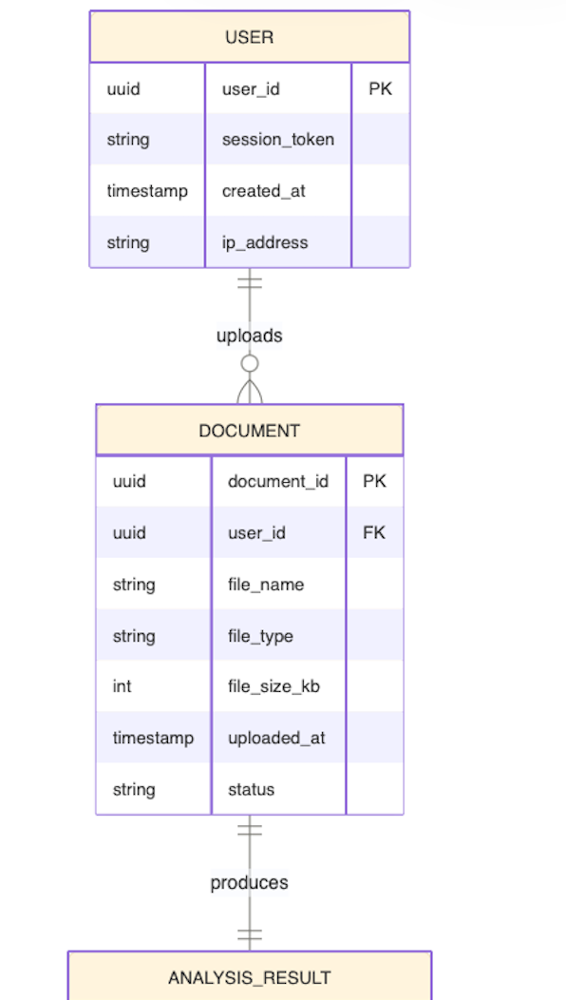 USER
uuid user_id PK
string session_token
timestamp created_at
string ip_address
uploads
DOCUMENT
uuid document_id PK
uuid user_id FK
string file_name
string file_type
int file_size_kb
timestamp uploaded_at
string status
produces
ANALYSIS_RESULT